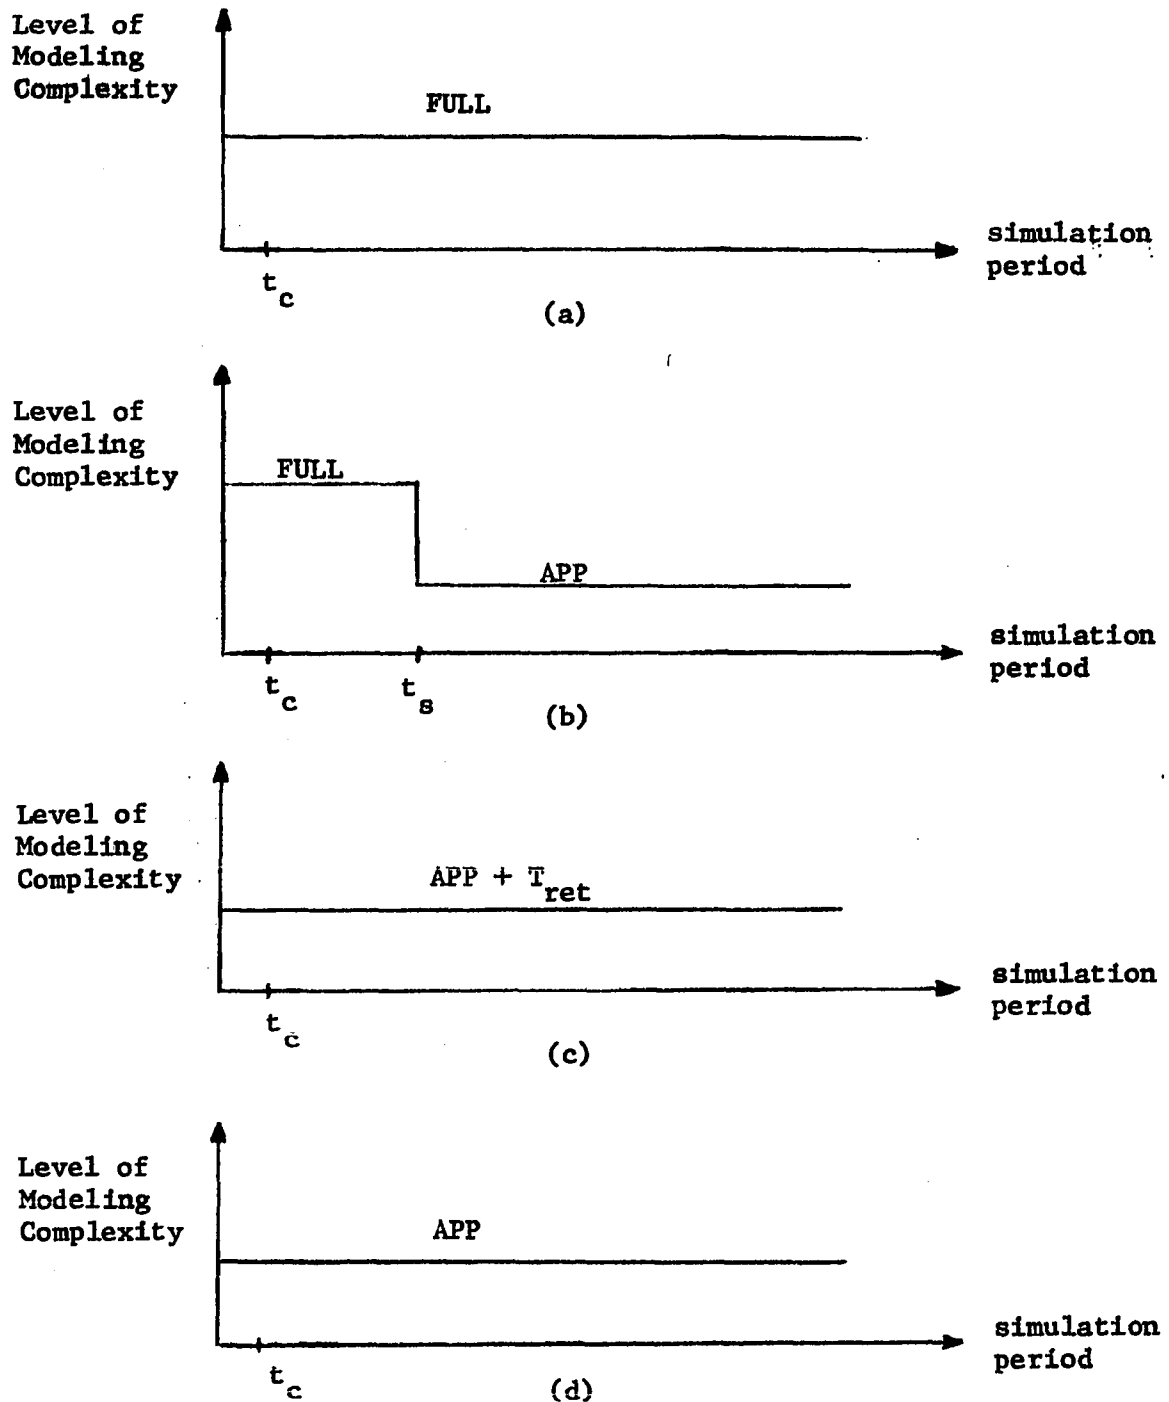 Level of
Modeling
Complexity
FULL
simulation
period
t_c
(a)
Level of
Modeling
Complexity
FULL
APP
simulation
period
t_c
t_s
(b)
Level of
Modeling
Complexity
APP + T_ret
simulation
period
t_c
(c)
Level of
Modeling
Complexity
APP
simulation
period
t_c
(d)